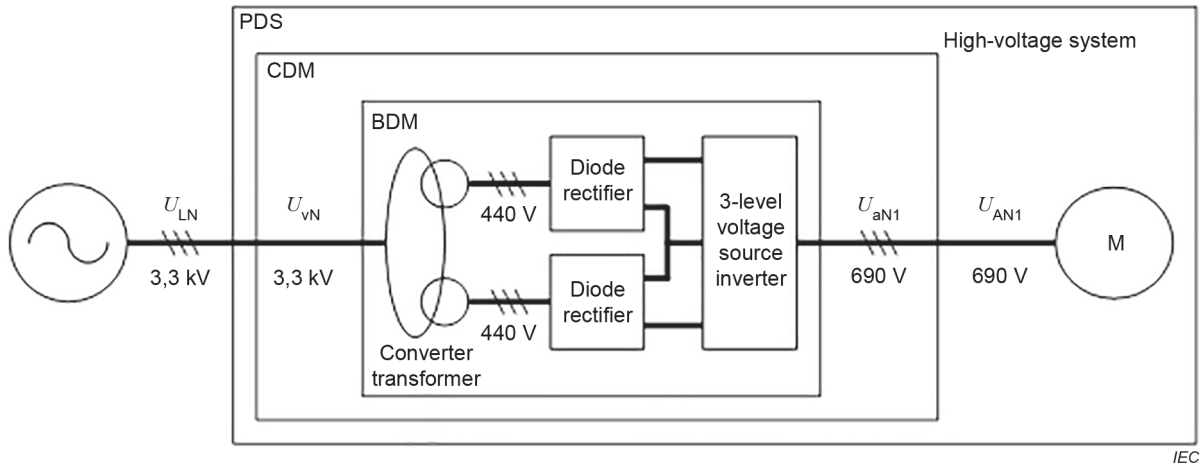 PDS
High-voltage system
CDM
BDM
Diode
rectifier
3-level
voltage
source
inverter
U_LN
U_vN
440 V
U_aN1
U_AN1
M
3,3 kV
3,3 kV
690 V
690 V
Diode
rectifier
440 V
Converter
transformer
IEC